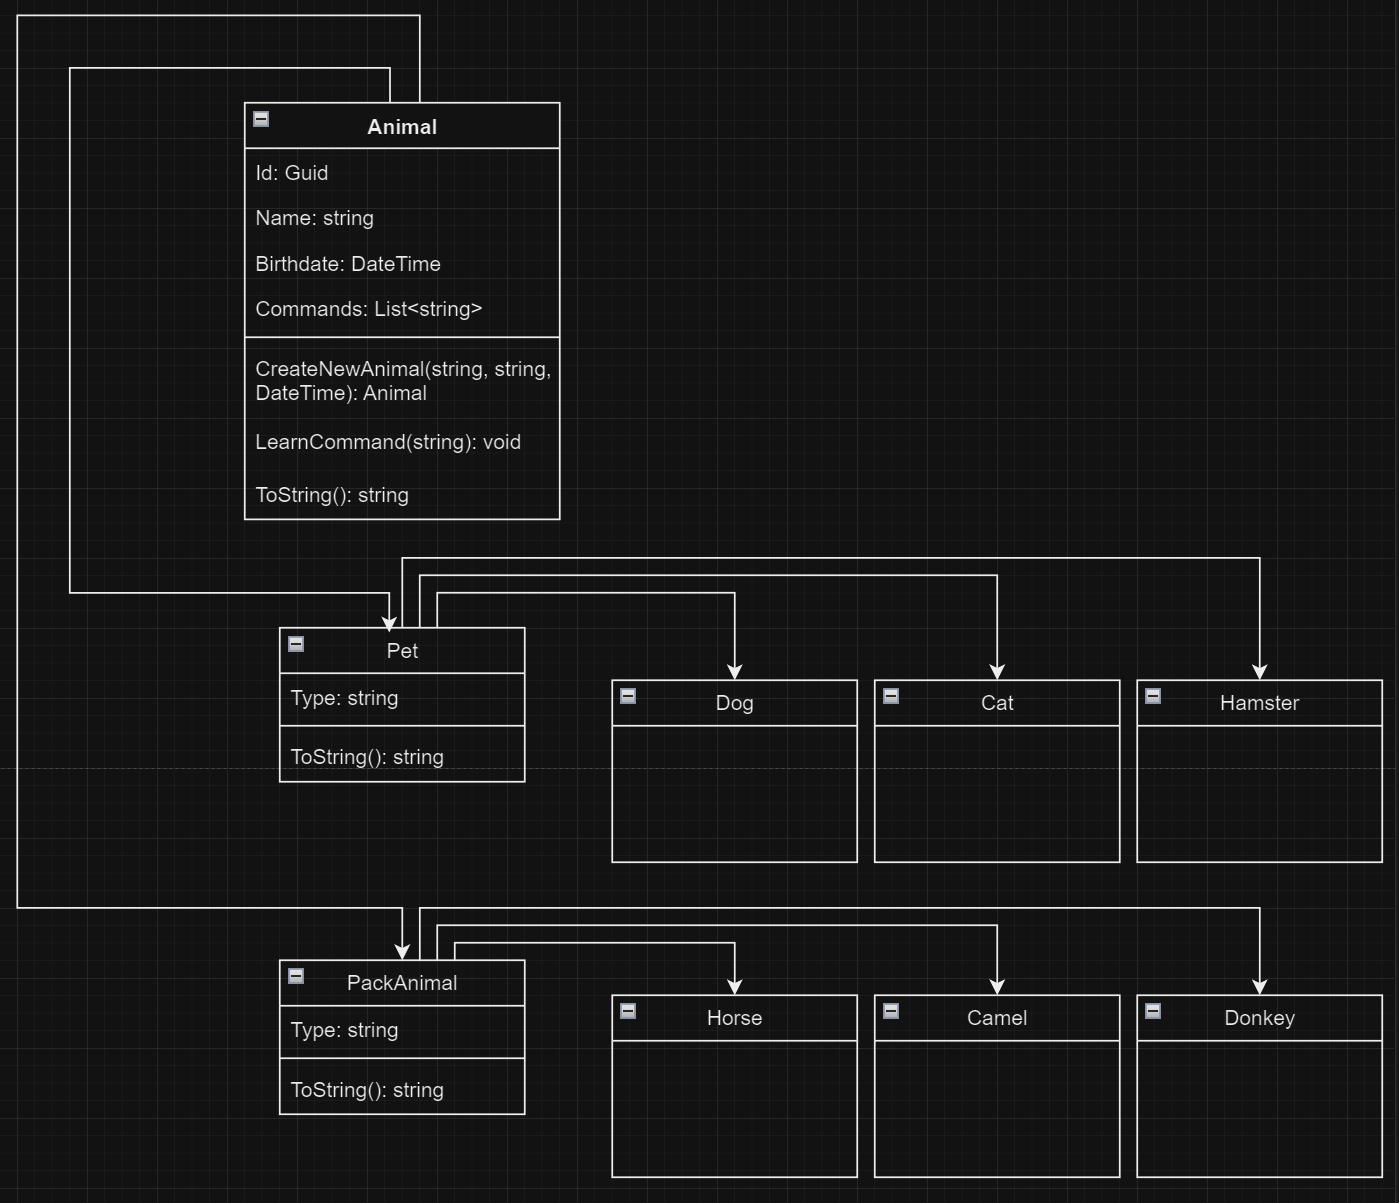 Animal
Id: Guid
Name: string
Birthdate: DateTime
Commands: List<string>
CreateNewAnimal(string, string,
DateTime): Animal
LearnCommand(string): void
ToString(): string
Pet
Type: string
ToString(): string
Dog
Cat
Hamster
PackAnimal
Type: string
ToString(): string
Horse
Camel
Donkey